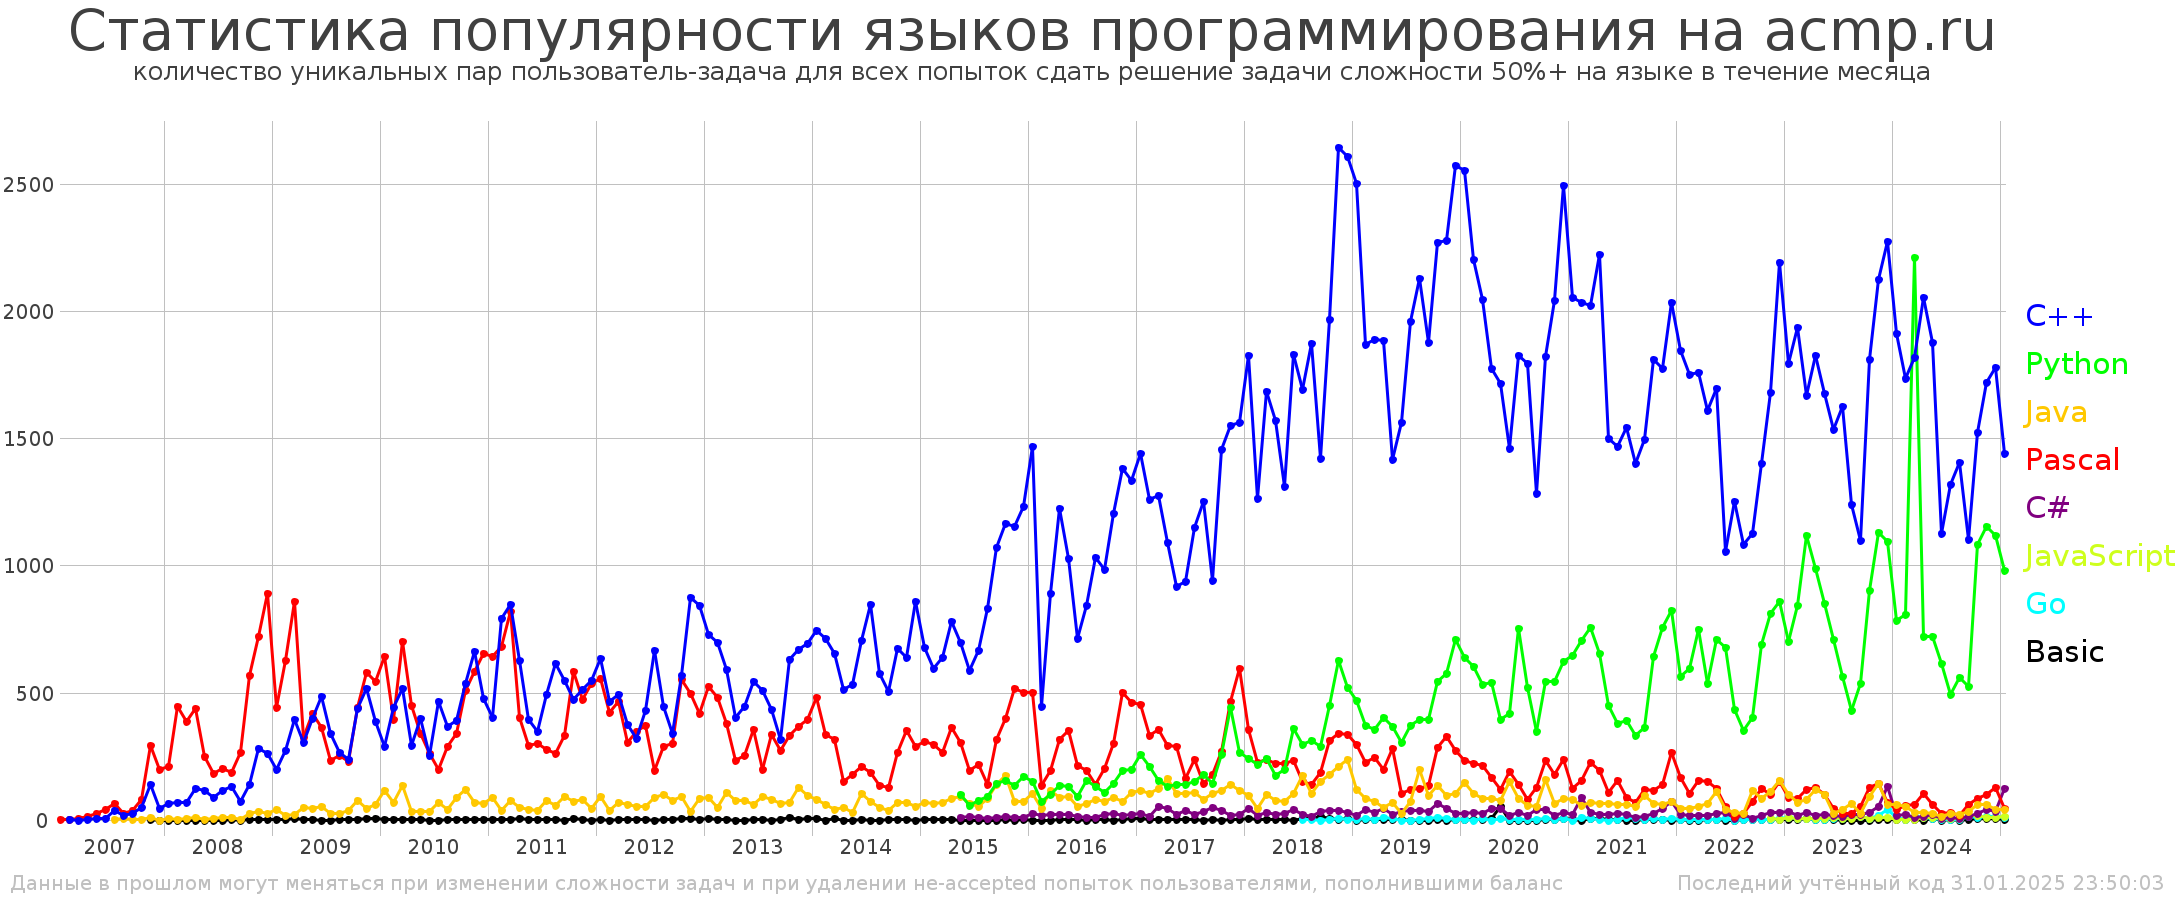 Статистика популярности языков программирования на acmp.ru
количество уникальных пар пользователь-задача для всех попыток сдать решение задачи сложности 50%+ на языке в течение месяца
2500
2000
1500
1000
500
0
C++
Python
Java
Pascal
C#
JavaScript
Go
Basic
2007 2008 2009 2010 2011 2012 2013 2014 2015 2016 2017 2018 2019 2020 2021 2022 2023 2024
Данные в прошлом могут меняться при изменении сложности задач и при удалении не-accepted попыток пользователями, пополнившими баланс
Последний учтённый код 31.01.2025 23:50:03